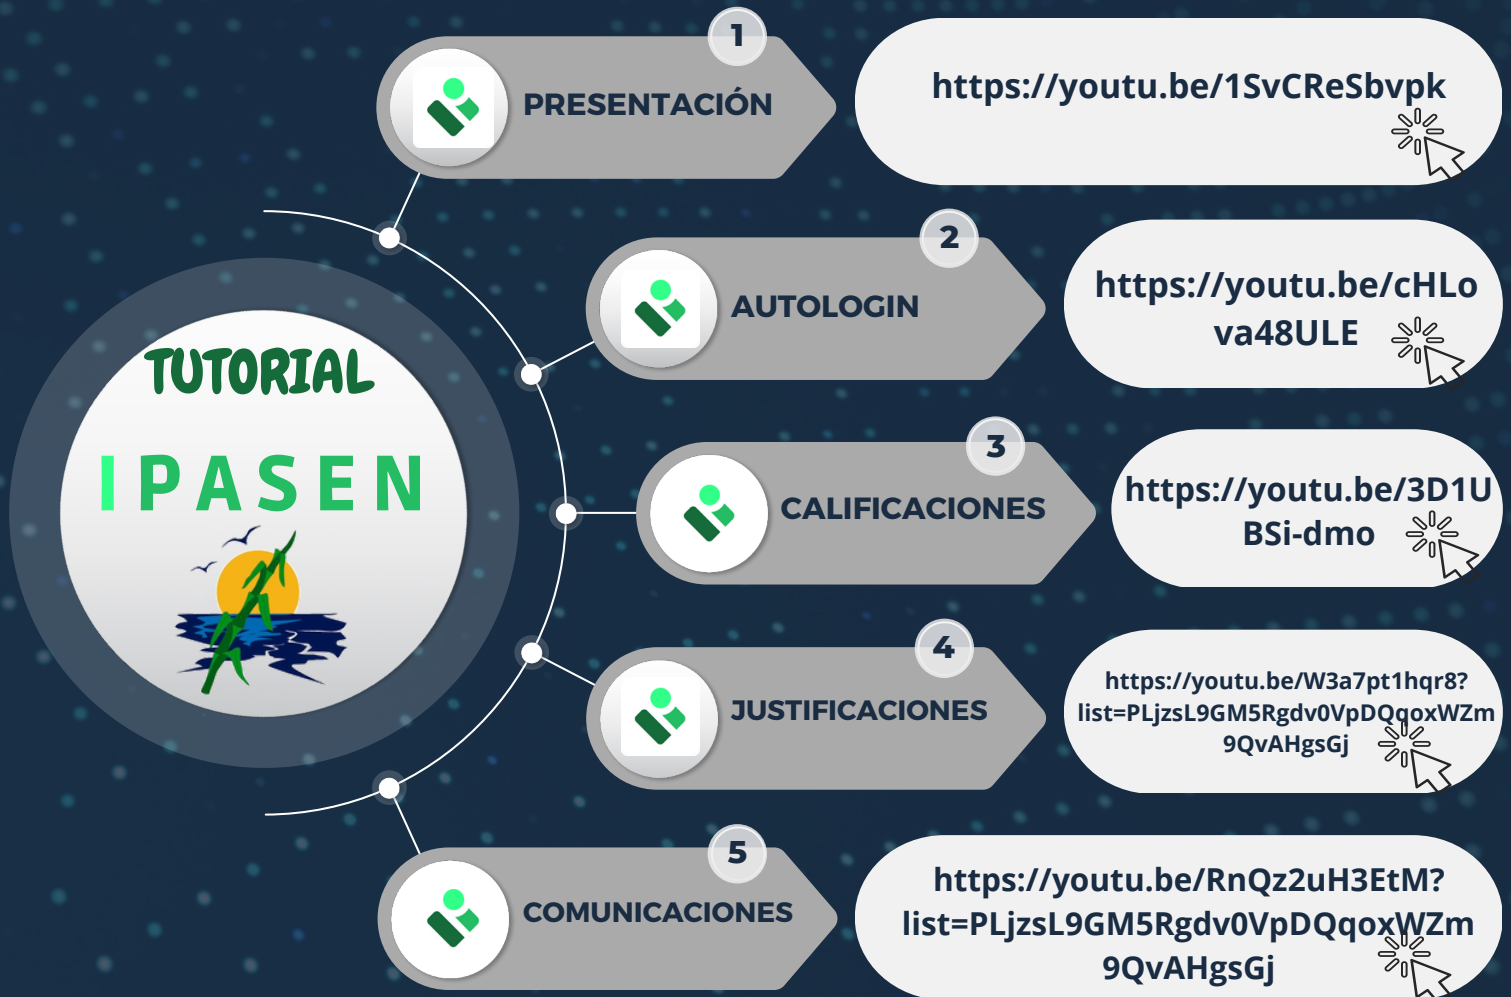 TUTORIAL
I PASEN
1
PRESENTACIÓN
https://youtu.be/1SvCReSbvpk
2
AUTOLOGIN
https://youtu.be/cHLo
va48ULE
3
CALIFICACIONES
https://youtu.be/3D1U
BSi-dmo
4
JUSTIFICACIONES
https://youtu.be/W3a7pt1hqr8?
list=PLjzsL9GM5Rgdv0VpDQqoxWZm
9QvAHgsGj
5
COMUNICACIONES
https://youtu.be/RnQz2uH3EtM?
list=PLjzsL9GM5Rgdv0VpDQqoxWZm
9QvAHgsGj